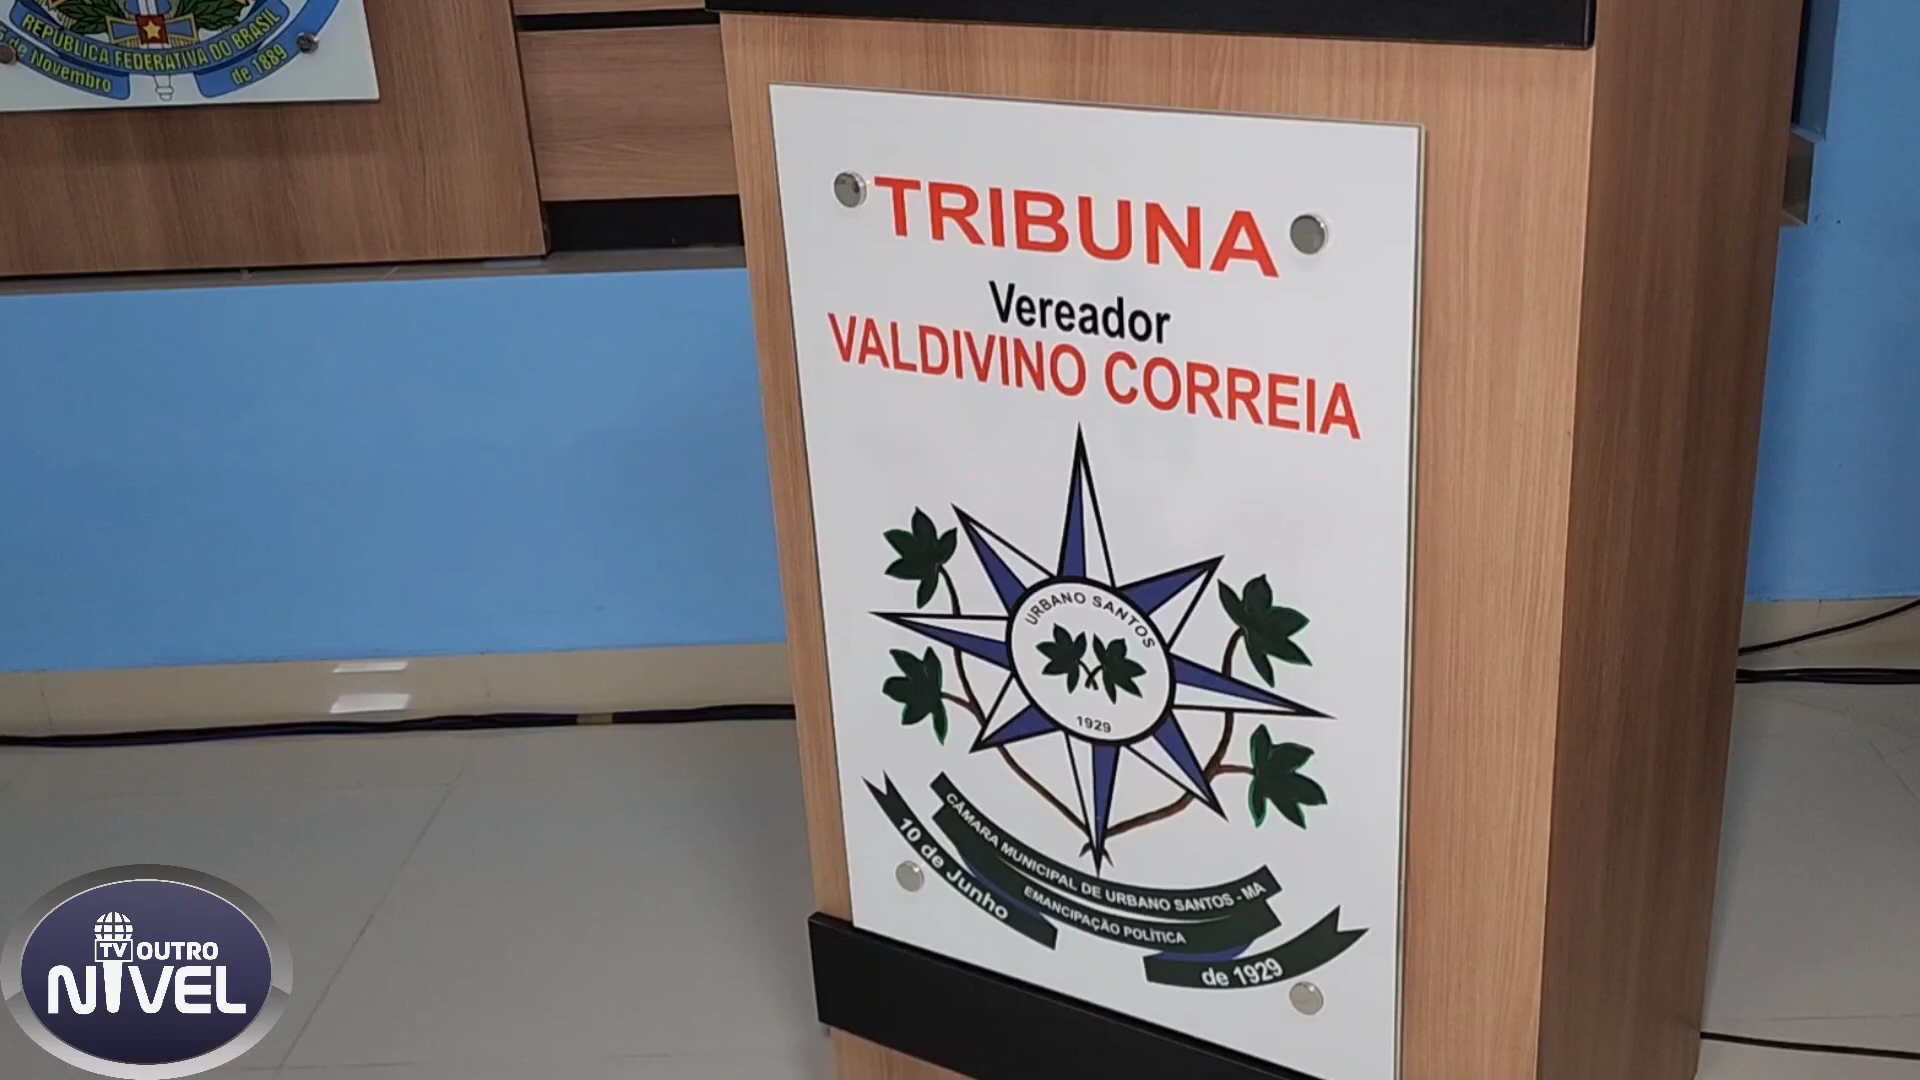 REPÚBLICA FEDERATIVA DO BRASIL
de Novembro
de 1889
TRIBUNA
Vereador
VALDIVINO CORREIA
URBANO SANTOS
1929
CÂMARA MUNICIPAL DE URBANO SANTOS - MA
EMANCIPAÇÃO POLÍTICA
10 de Junho
de 1929
TV OUTRO
NÍVEL